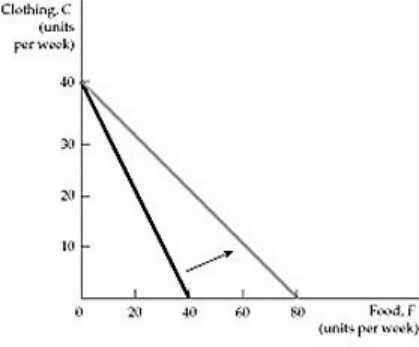 Clothing, C
(units
per week)
40
30
20
10
0 20 40 60 80
Food, F
(units per week)